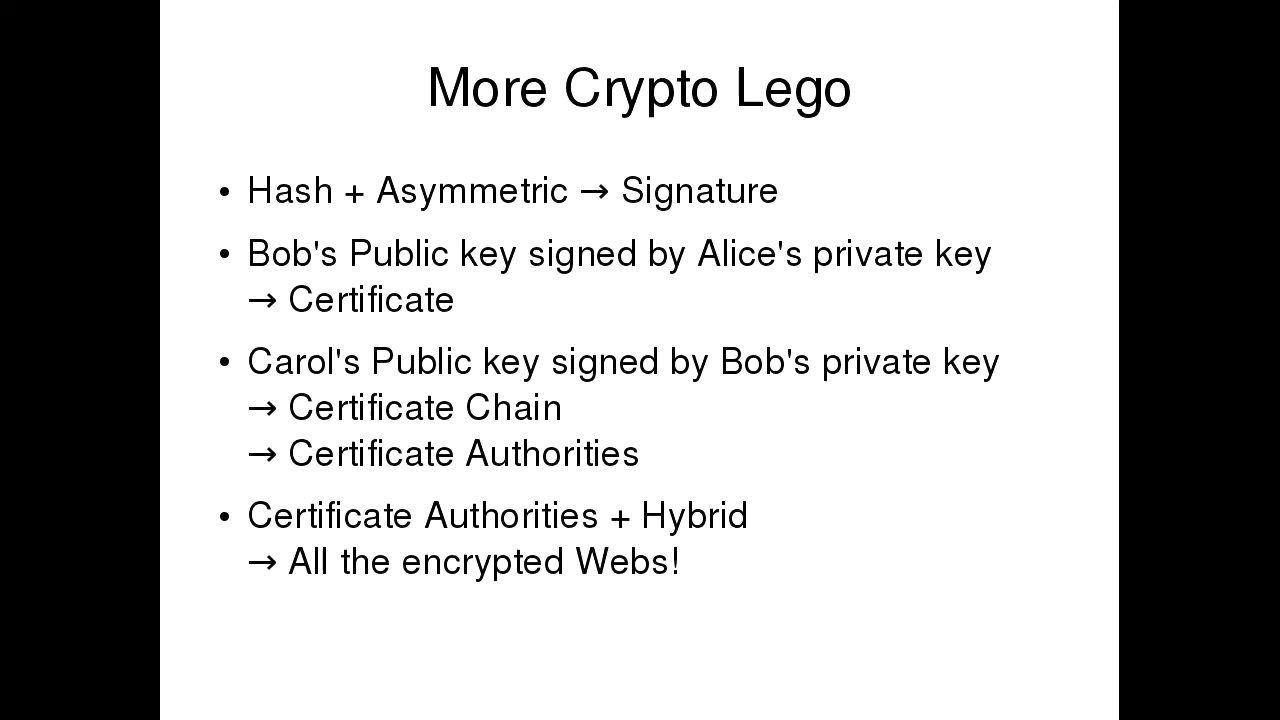 More Crypto Lego
• Hash + Asymmetric → Signature
• Bob's Public key signed by Alice's private key
→ Certificate
• Carol's Public key signed by Bob's private key
→ Certificate Chain
→ Certificate Authorities
• Certificate Authorities + Hybrid
→ All the encrypted Webs!